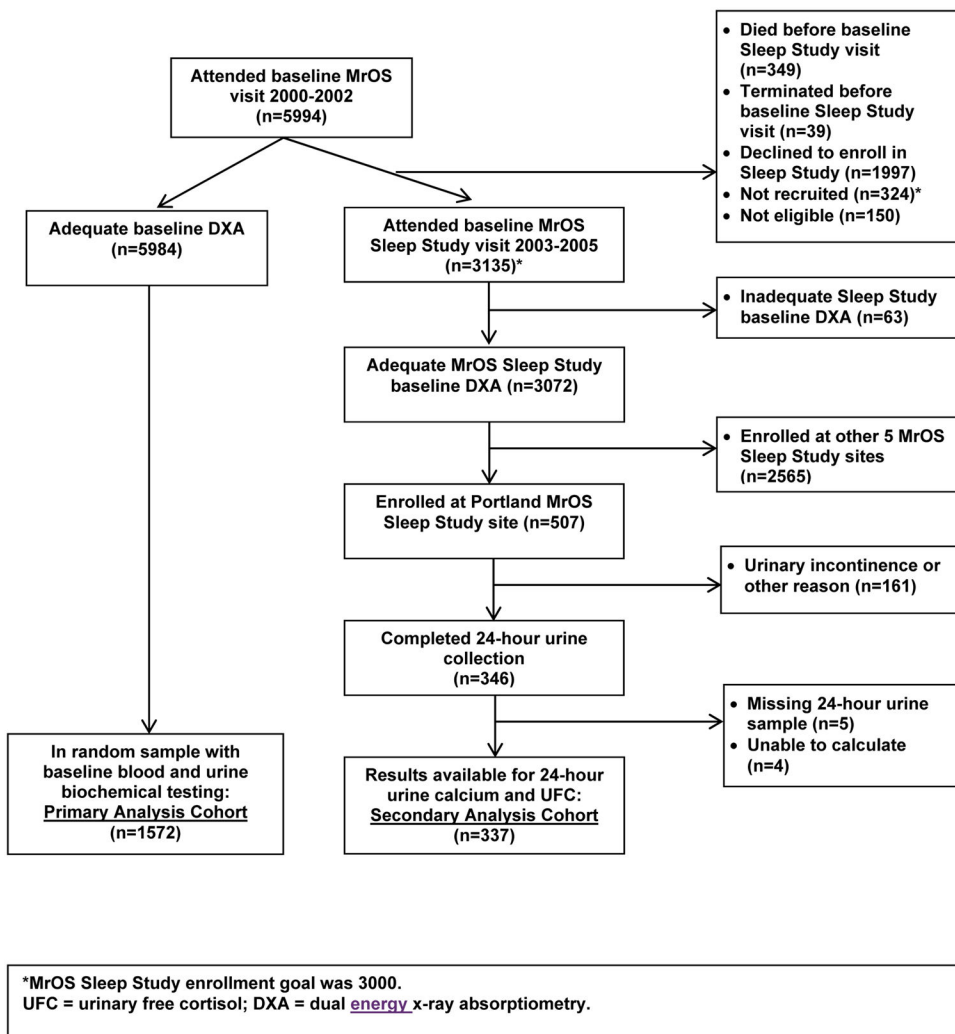 Attended baseline MrOS
visit 2000-2002
(n=5994)
• Died before baseline
Sleep Study visit
(n=349)
• Terminated before
baseline Sleep Study
visit (n=39)
• Declined to enroll in
Sleep Study (n=1997)
• Not recruited (n=324)*
• Not eligible (n=150)
Adequate baseline DXA
(n=5984)
Attended baseline MrOS
Sleep Study visit 2003-2005
(n=3135)*
• Inadequate Sleep Study
baseline DXA (n=63)
Adequate MrOS Sleep Study
baseline DXA (n=3072)
• Enrolled at other 5 MrOS
Sleep Study sites
(n=2565)
Enrolled at Portland MrOS
Sleep Study site (n=507)
• Urinary incontinence or
other reason (n=161)
Completed 24-hour urine
collection
(n=346)
• Missing 24-hour urine
sample (n=5)
• Unable to calculate
(n=4)
In random sample with
baseline blood and urine
biochemical testing:
Primary Analysis Cohort
(n=1572)
Results available for 24-hour
urine calcium and UFC:
Secondary Analysis Cohort
(n=337)
*MrOS Sleep Study enrollment goal was 3000.
UFC = urinary free cortisol; DXA = dual energy x-ray absorptiometry.